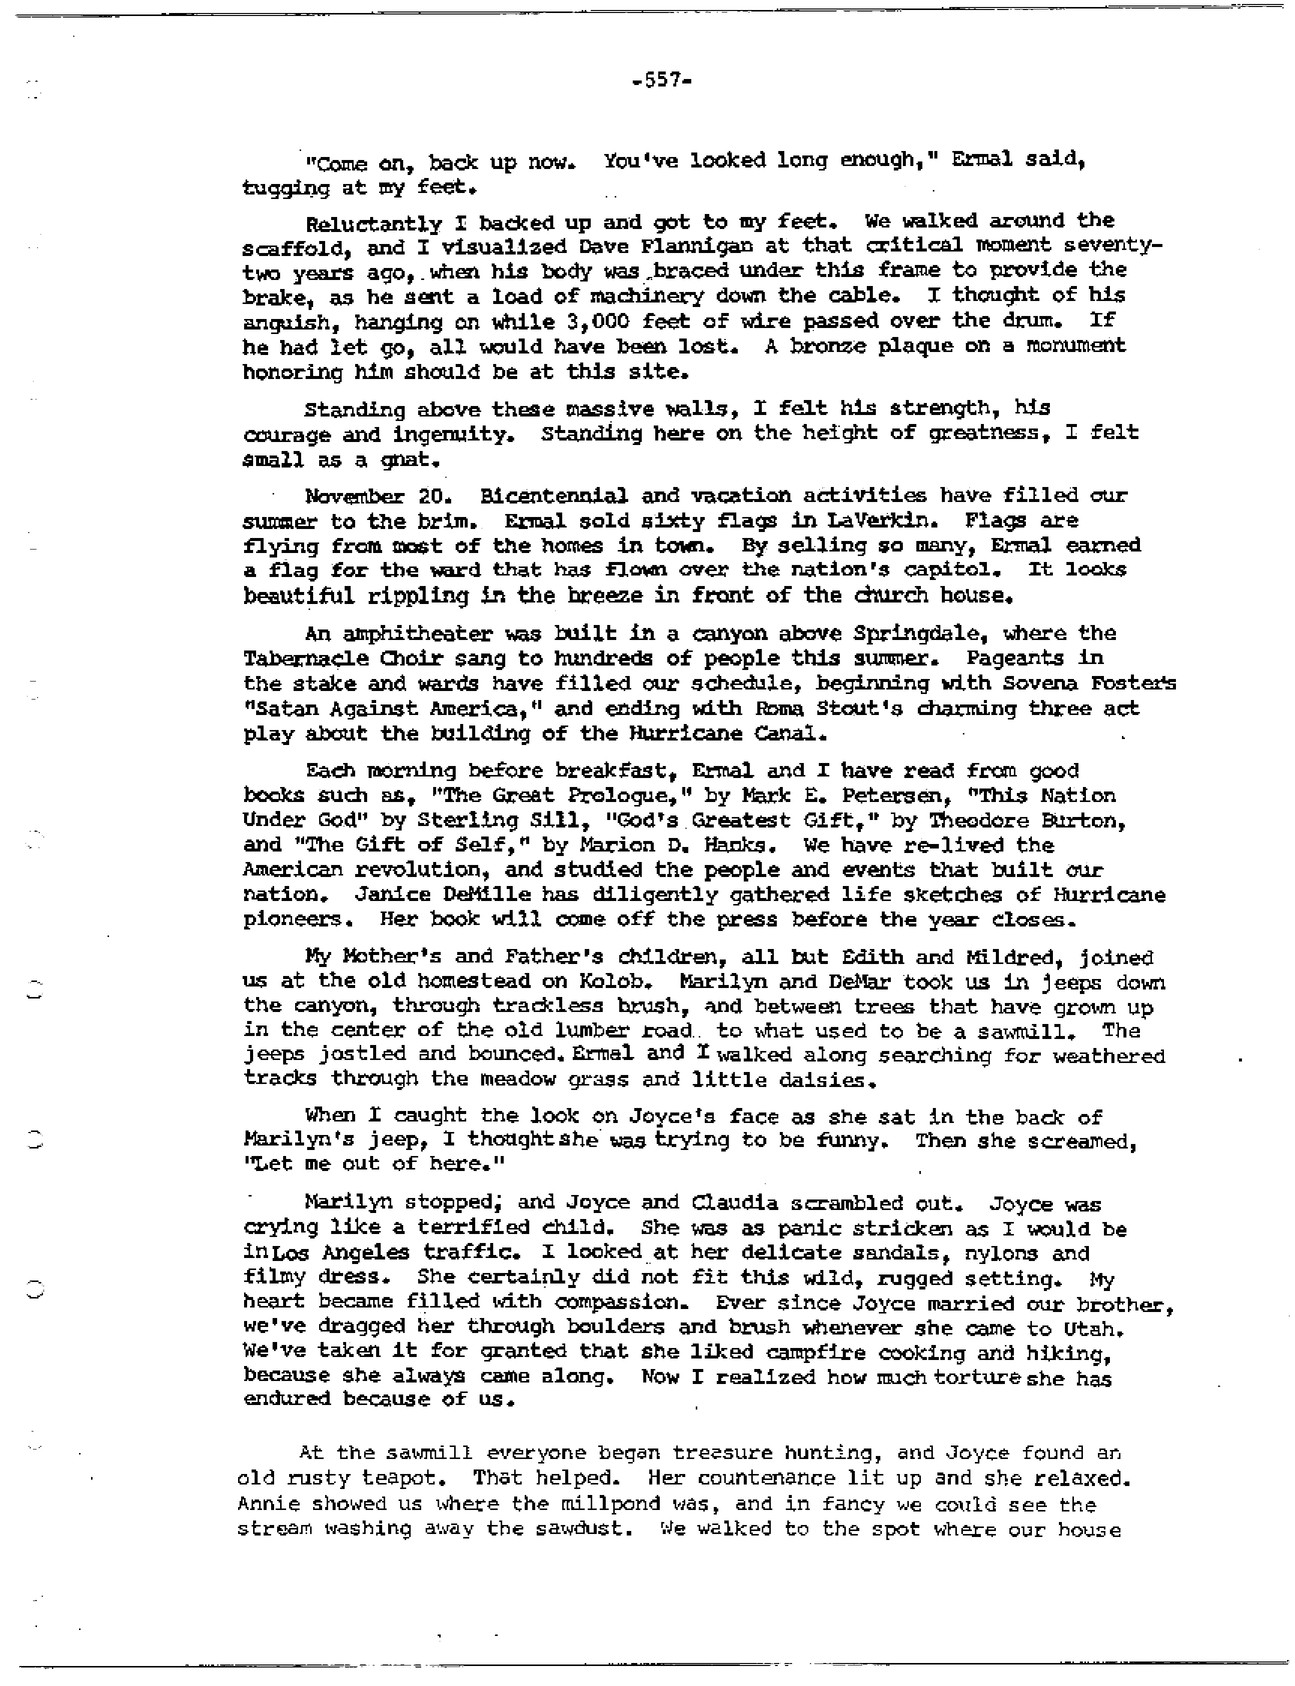 -557-
"Come on, back up now. You've looked long enough," Ermal said,
tugging at my feet.
Reluctantly I backed up and got to my feet. We walked around the
scaffold, and I visualized Dave Flannigan at that critical moment seventy-
two years ago, when his body was braced under this frame to provide the
brake, as he sent a load of machinery down the cable. I thought of his
anguish, hanging on while 3,000 feet of wire passed over the drum. If
he had let go, all would have been lost. A bronze plaque on a monument
honoring him should be at this site.
Standing above these massive walls, I felt his strength, his
courage and ingenuity. Standing here on the height of greatness, I felt
small as a gnat.
November 20. Bicentennial and vacation activities have filled our
summer to the brim. Ermal sold sixty flags in LaVerkin. Flags are
flying from most of the homes in town. By selling so many, Ermal earned
a flag for the ward that has flown over the nation's capitol. It looks
beautiful rippling in the breeze in front of the church house.
An amphitheater was built in a canyon above Springdale, where the
Tabernacle Choir sang to hundreds of people this summer. Pageants in
the stake and wards have filled our schedule, beginning with Sovena Foster's
"Satan Against America," and ending with Roma Stout's charming three act
play about the building of the Hurricane Canal.
Each morning before breakfast, Ermal and I have read from good
books such as, "The Great Prologue," by Mark E. Petersen, "This Nation
Under God" by Sterling Sill, "God's Greatest Gift," by Theodore Burton,
and "The Gift of Self," by Marion D. Hanks. We have re-lived the
American revolution, and studied the people and events that built our
nation. Janice DeMille has diligently gathered life sketches of Hurricane
pioneers. Her book will come off the press before the year closes.
My Mother's and Father's children, all but Edith and Mildred, joined
us at the old homestead on Kolob. Marilyn and DeMar took us in jeeps down
the canyon, through trackless brush, and between trees that have grown up
in the center of the old lumber road to what used to be a sawmill. The
jeeps jostled and bounced. Ermal and I walked along searching for weathered
tracks through the meadow grass and little daisies.
When I caught the look on Joyce's face as she sat in the back of
Marilyn's jeep, I thought she was trying to be funny. Then she screamed,
"Let me out of here."
Marilyn stopped; and Joyce and Claudia scrambled out. Joyce was
crying like a terrified child. She was as panic stricken as I would be
in Los Angeles traffic. I looked at her delicate sandals, nylons and
filmy dress. She certainly did not fit this wild, rugged setting. My
heart became filled with compassion. Ever since Joyce married our brother,
we've dragged her through boulders and brush whenever she came to Utah.
We've taken it for granted that she liked campfire cooking and hiking,
because she always came along. Now I realized how much torture she has
endured because of us.
At the sawmill everyone began treasure hunting, and Joyce found an
old rusty teapot. That helped. Her countenance lit up and she relaxed.
Annie showed us where the millpond was, and in fancy we could see the
stream washing away the sawdust. We walked to the spot where our house